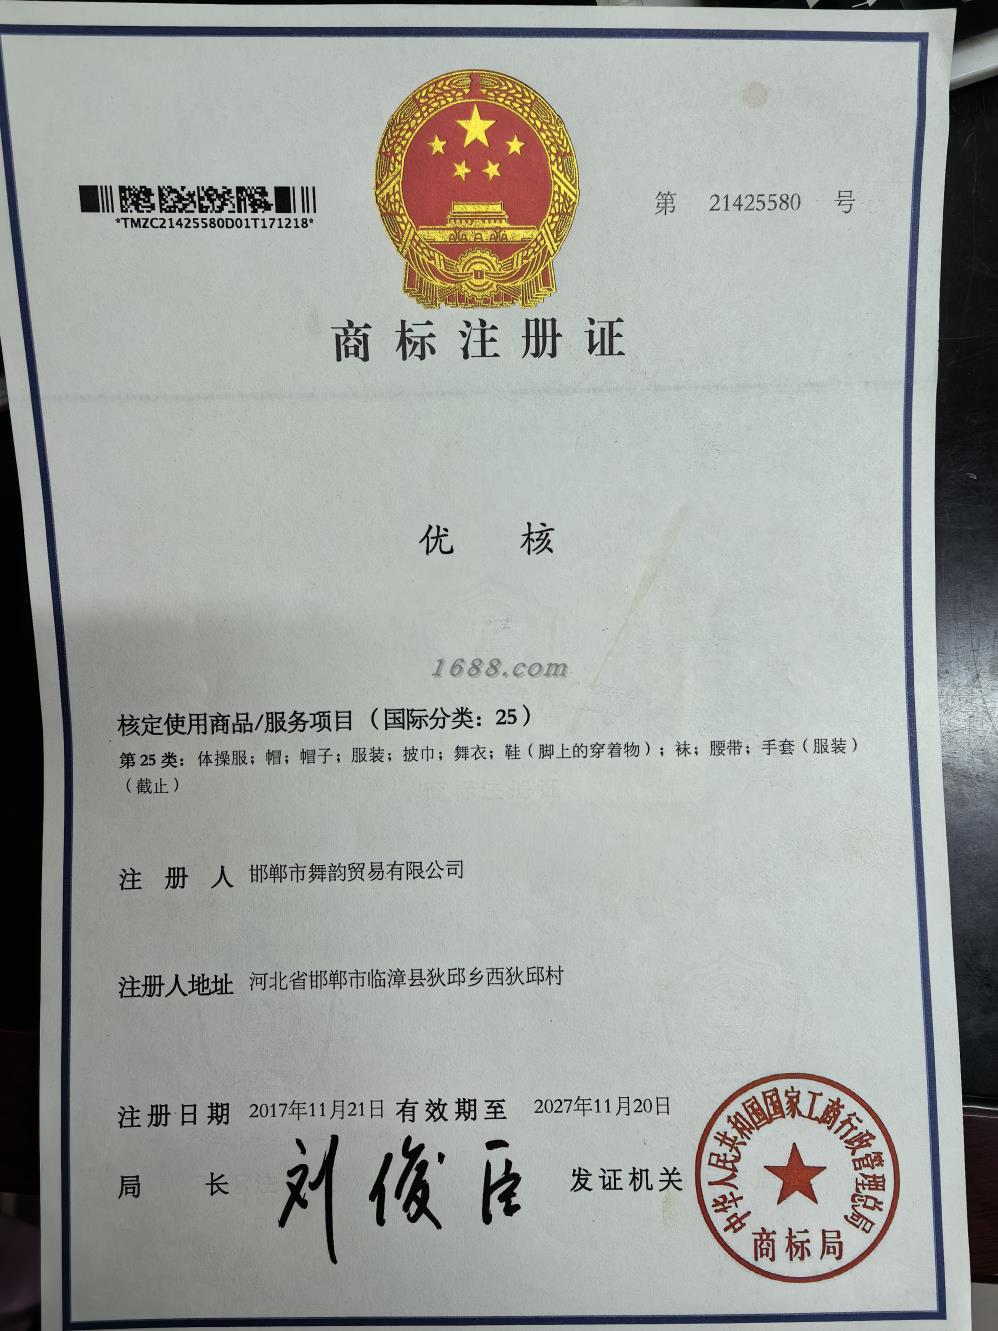 *TMZC21425580D01T171218*
第 21425580 号
商标注册证
优 核
1688.com
核定使用商品/服务项目（国际分类：25）
第25类：体操服；帽；帽子；服装；披巾；舞衣；鞋（脚上的穿着物）；袜；腰带；手套（服装）
（截止）
注 册 人 邯郸市舞韵贸易有限公司
注册人地址 河北省邯郸市临漳县狄邱乡西狄邱村
注册日期 2017年11月21日 有效期至 2027年11月20日
局 长 刘俊臣 发证机关
中华人民共和国国家工商行政管理总局
商标局